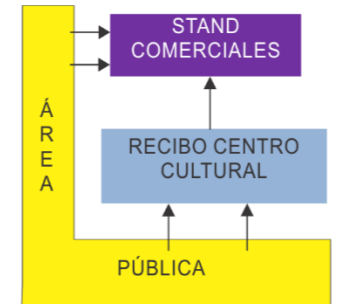 STAND
COMERCIALES
Á
R
E
A
RECIBO CENTRO
CULTURAL
PÚBLICA